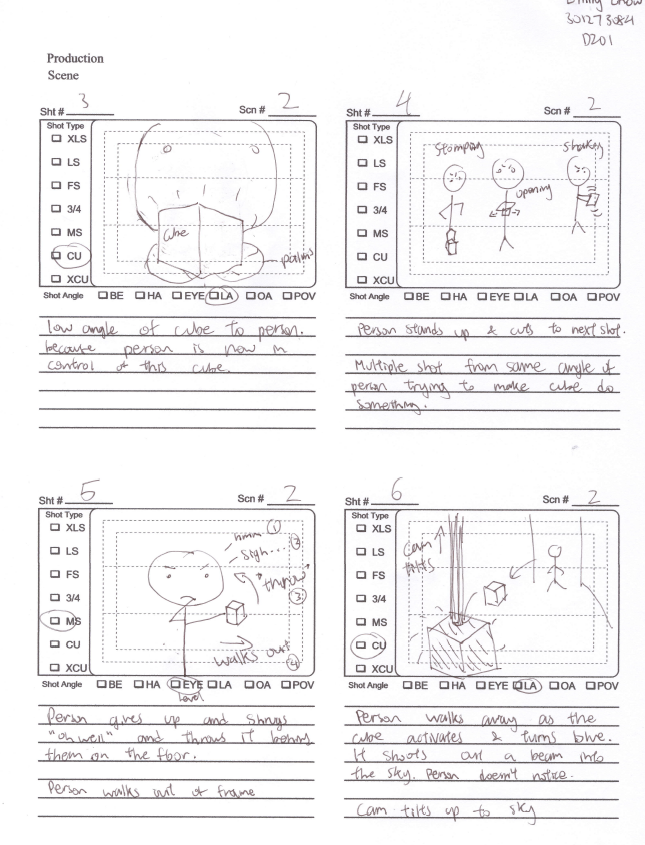 301273084
D201
Production
Scene
Sht # 3
Scn # 2
Shot Type
XLS
LS
FS
3/4
MS
CU
XCU
cube
palms
Shot Angle BE HA EYE LA OA POV
low angle of cube to person.
because person is now in
control of this cube.
Sht # 4
Scn # 2
Shot Type
XLS
LS
FS
3/4
MS
CU
XCU
Stomping
opening
Shaking
Shot Angle BE HA EYE LA OA POV
Person stands up & cuts to next shot.
Multiple shot from same angle of
person trying to make cube do
something.
Sht # 5
Scn # 2
Shot Type
XLS
LS
FS
3/4
MS
CU
XCU
hmm ①
sigh... ②
"throw"
③
walks out
④
Shot Angle BE HA EYE LA OA POV
Level
Person gives up and shrugs
"oh well" and throws it behind
them on the floor.
Person walks out of frame
Sht # 6
Scn # 2
Shot Type
XLS
LS
FS
3/4
MS
CU
XCU
Cam
tilts
Shot Angle BE HA EYE LA OA POV
Person walks away as the
cube activates & turns blue.
It shoots out a beam into
the sky. Person doesn't notice.
Cam tilts up to sky